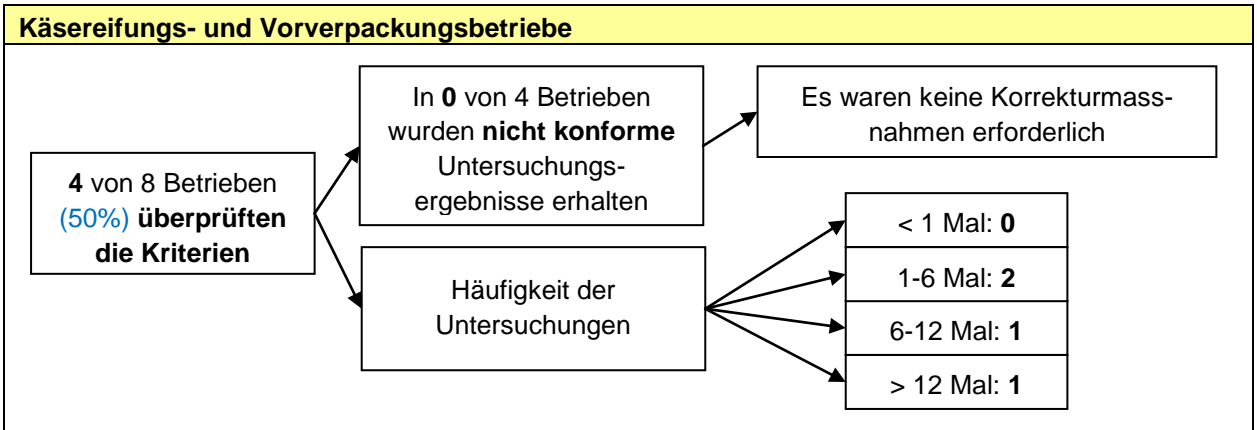 Käsereifungs- und Vorverpackungsbetriebe
4 von 8 Betrieben
(50%) überprüften
die Kriterien
In 0 von 4 Betrieben
wurden nicht konforme
Untersuchungs-
ergebnisse erhalten
Es waren keine Korrekturmass-
nahmen erforderlich
Häufigkeit der
Untersuchungen
< 1 Mal: 0
1-6 Mal: 2
6-12 Mal: 1
> 12 Mal: 1